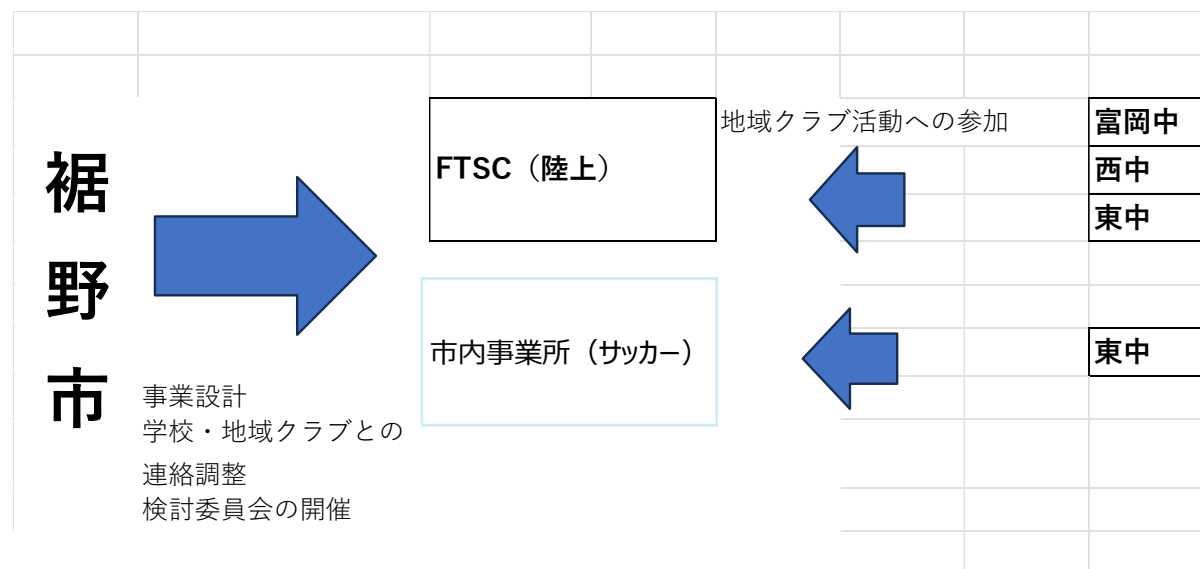 裾野市
事業設計
学校・地域クラブとの
連絡調整
検討委員会の開催
FTSC（陸上）
市内事業所（サッカー）
地域クラブ活動への参加
富岡中
西中
東中
東中